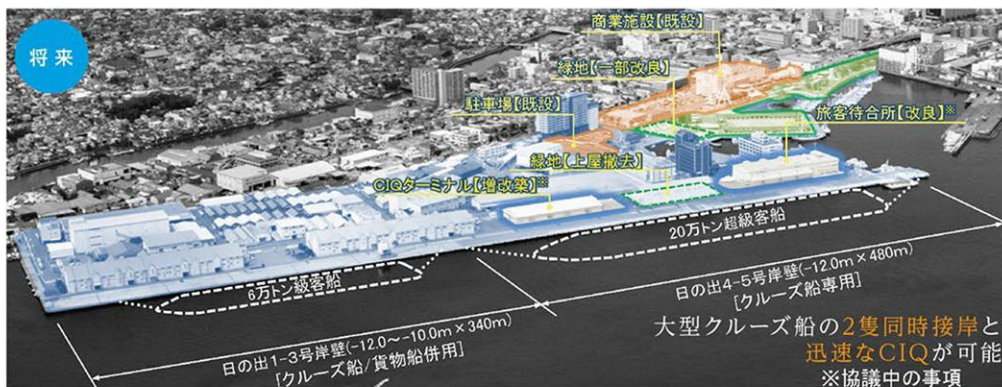 将来
商業施設【既設】
緑地【一部改良】
駐車場【既設】
旅客待合所【改良】※
緑地【上屋撤去】
CIQターミナル【増改築】※
20万トン超級客船
6万トン級客船
日の出4-5号岸壁(-12.0m×480m)
[クルーズ船専用]
日の出1-3号岸壁(-12.0~-10.0m×340m)
[クルーズ船/貨物船併用]
大型クルーズ船の2隻同時接岸と
迅速なCIQが可能
※協議中の事項